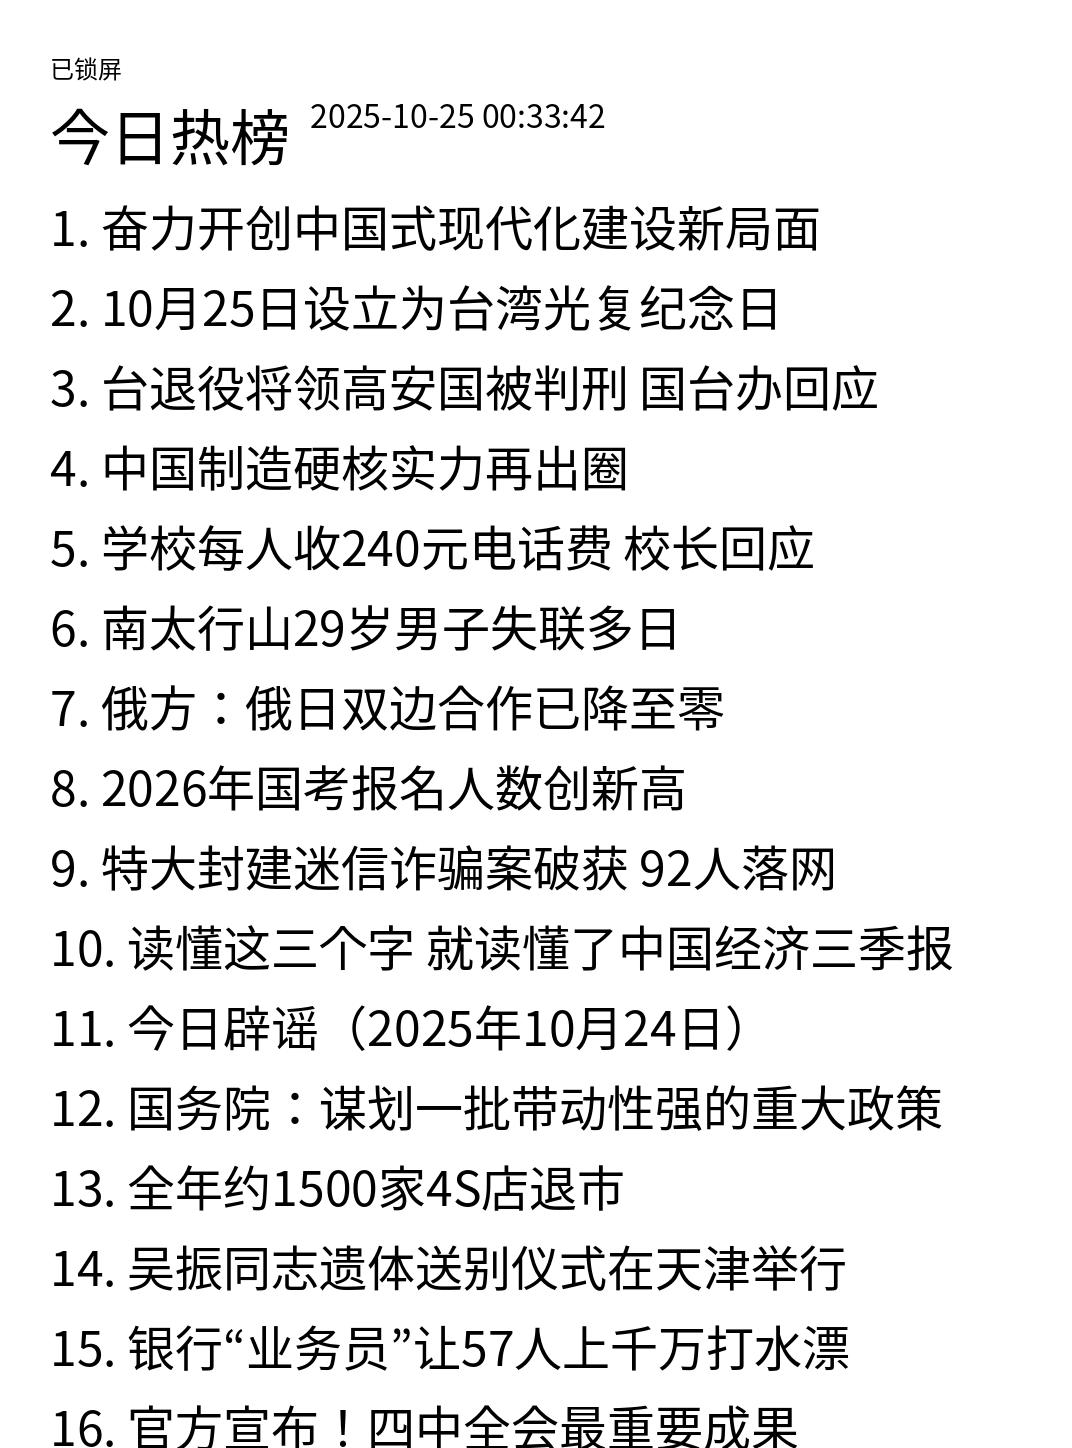 已锁屏
今日热榜 2025-10-25 00:33:42
1. 奋力开创中国式现代化建设新局面
2. 10月25日设立为台湾光复纪念日
3. 台退役将领高安国被判刑 国台办回应
4. 中国制造硬核实力再出圈
5. 学校每人收240元电话费 校长回应
6. 南太行山29岁男子失联多日
7. 俄方：俄日双边合作已降至零
8. 2026年国考报名人数创新高
9. 特大封建迷信诈骗案破获 92人落网
10. 读懂这三个字 就读懂了中国经济三季报
11. 今日辟谣（2025年10月24日）
12. 国务院：谋划一批带动性强的重大政策
13. 全年约1500家4S店退市
14. 吴振同志遗体送别仪式在天津举行
15. 银行“业务员”让57人上千万打水漂
16. 官方宣布！四中全会最重要成果